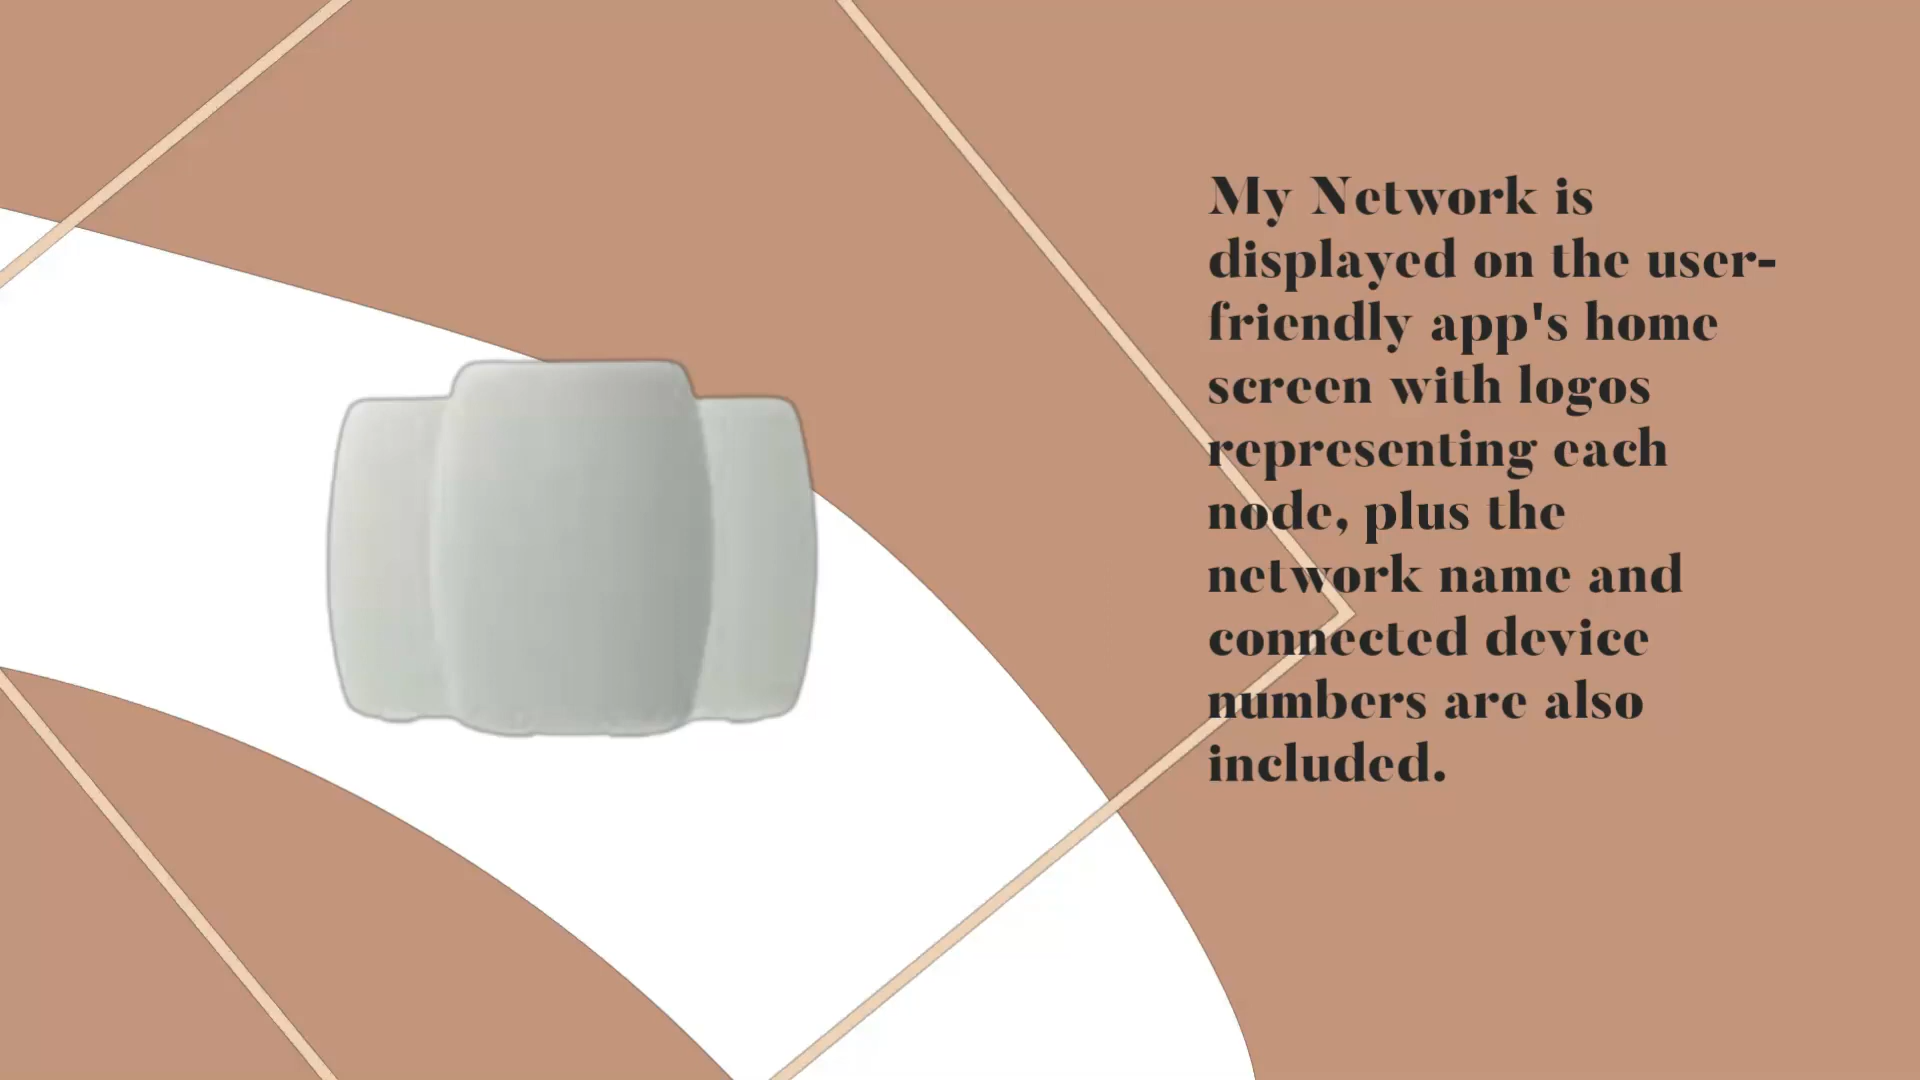 My Network is
displayed on the user-
friendly app's home
screen with logos
representing each
node, plus the
network name and
connected device
numbers are also
included.